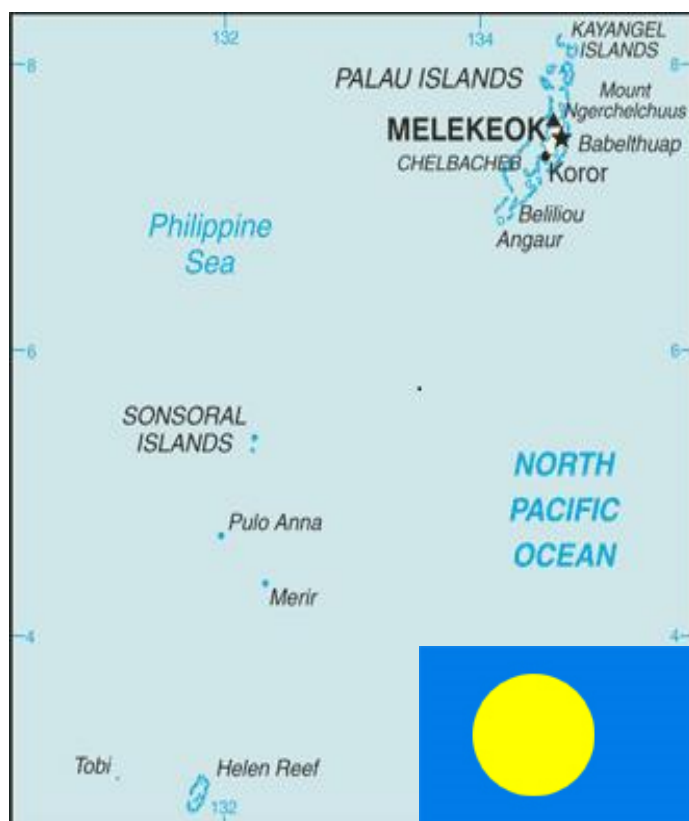 132
134
KAYANGEL
ISLANDS
8
8
PALAU ISLANDS
Mount
Ngerchelchuus
MELEKEOK
Babelthuap
CHELBACHEB
Koror
Beliliou
Angaur
Philippine
Sea
6
6
SONSORAL
ISLANDS
NORTH
PACIFIC
OCEAN
Pulo Anna
Merir
4
4
Tobi
Helen Reef
132